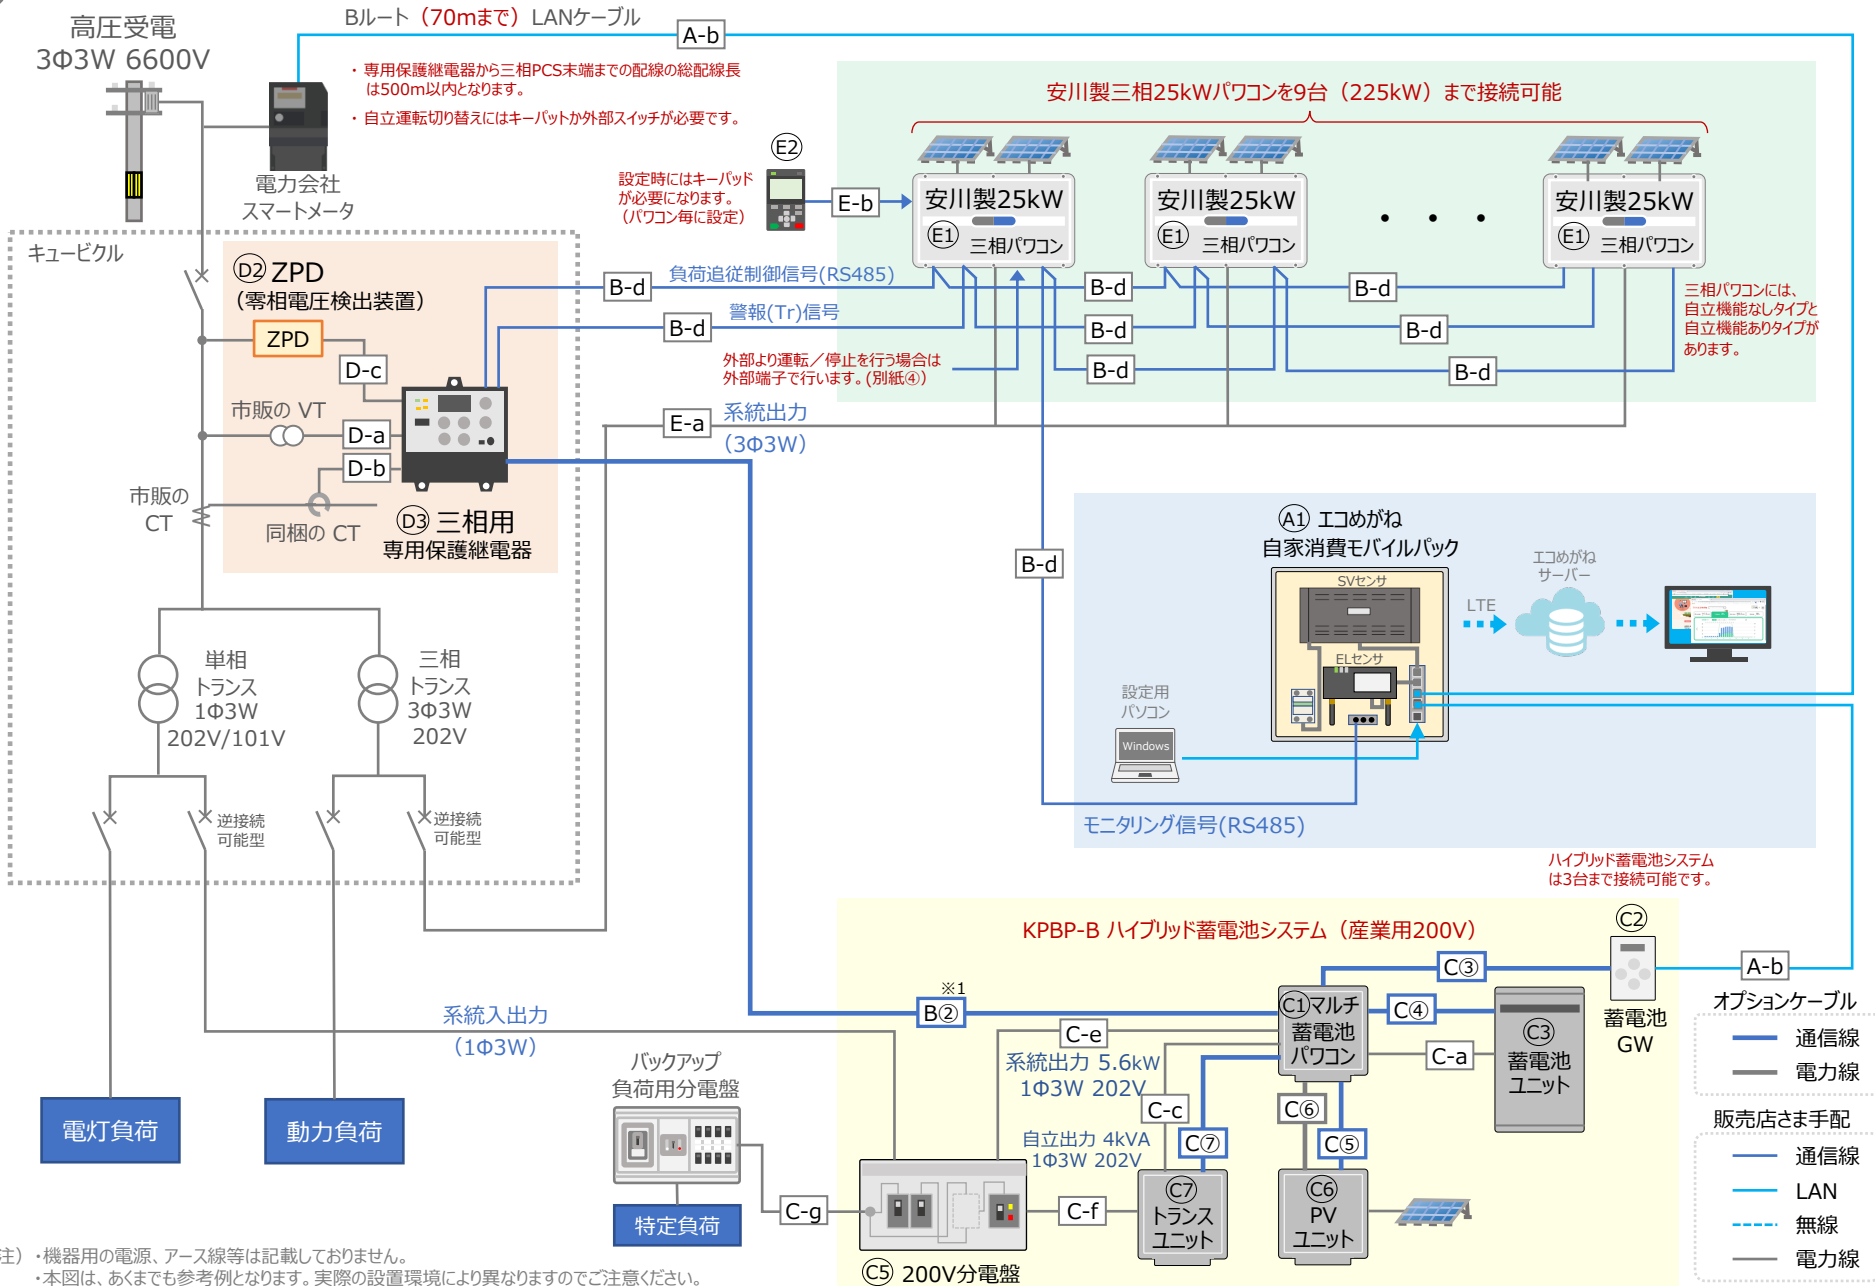 高圧受電
3Φ3W 6600V
Bルート（70mまで）LANケーブル
A-b
・専用保護継電器から三相PCS末端までの配線の総配線長
は500m以内となります。
・自立運転切り替えにはキーパットか外部スイッチが必要です。
電力会社
スマートメータ
安川製三相25kWパワコンを9台（225kW）まで接続可能
E2
設定時にはキーパッド
が必要になります。
（パワコン毎に設定）
E-b
安川製25kW
E1 三相パワコン
安川製25kW
E1 三相パワコン
・・・
安川製25kW
E1 三相パワコン
キュービクル
D2 ZPD
（零相電圧検出装置）
ZPD
D-c
B-d
負荷追従制御信号(RS485)
B-d
B-d
B-d
警報(Tr)信号
B-d
B-d
外部より運転／停止を行う場合は
外部端子で行います。(別紙④)
B-d
B-d
三相パワコンには、
自立機能なしタイプと
自立機能ありタイプが
あります。
市販の VT
D-a
D-b
E-a
系統出力
（3Φ3W）
市販の
CT
同梱の CT
D3 三相用
専用保護継電器
B-d
A1 エコめがね
自家消費モバイルパック
SVセンサ
ELセンサ
LTE
エコめがね
サーバー
設定用
パソコン
Windows
モニタリング信号(RS485)
単相
トランス
1Φ3W
202V/101V
三相
トランス
3Φ3W
202V
逆接続
可能型
逆接続
可能型
ハイブリッド蓄電池システム
は3台まで接続可能です。
KPBP-B ハイブリッド蓄電池システム（産業用200V）
C2
蓄電池
GW
A-b
C③
※1
B②
C1マルチ
蓄電池
パワコン
C④
C3
蓄電池
ユニット
C-a
C-e
系統出力 5.6kW
1Φ3W 202V
C-c
C⑥
C⑦
C⑤
自立出力 4kVA
1Φ3W 202V
系統入出力
（1Φ3W）
バックアップ
負荷用分電盤
電灯負荷
動力負荷
特定負荷
C-g
C-f
C7
トランス
ユニット
C6
PV
ユニット
C5 200V分電盤
オプションケーブル
通信線
電力線
販売店さま手配
通信線
LAN
無線
電力線
注）・機器用の電源、アース線等は記載しておりません。
・本図は、あくまでも参考例となります。実際の設置環境により異なりますのでご注意ください。